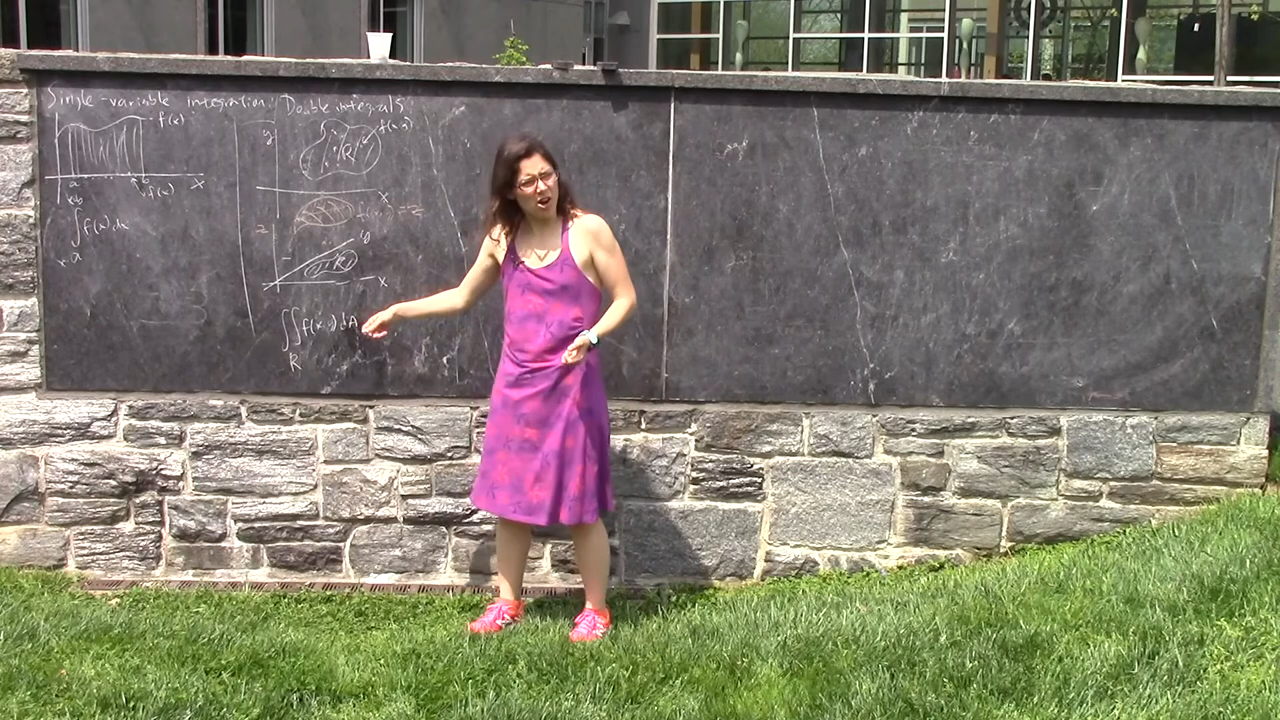 Single-variable integration:
f(x)
a
b
f(x)
x
x=b
∫f(x)dx
x=a
Double integrals
y
f(x,y)
R
x
z
y
R
x
∬f(x,y)dA
R